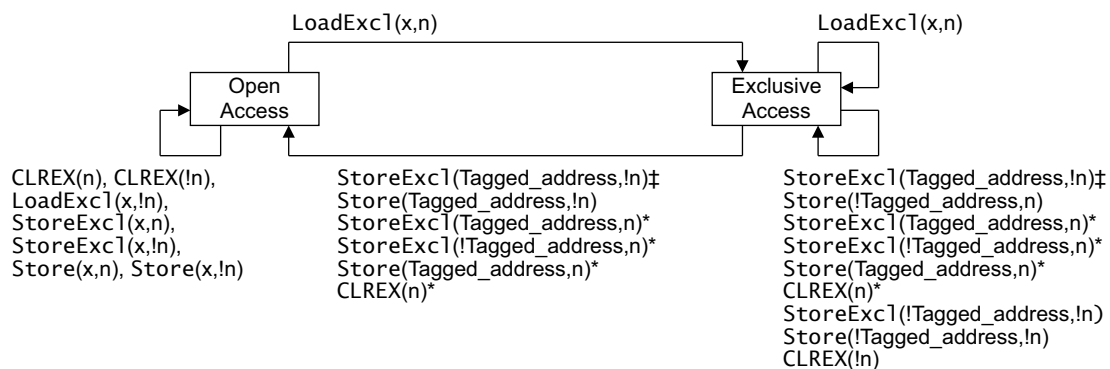 LoadExcl(x,n)
LoadExcl(x,n)
Open
Access
Exclusive
Access
CLREX(n), CLREX(!n),
LoadExcl(x,!n),
StoreExcl(x,n),
StoreExcl(x,!n),
Store(x,n), Store(x,!n)
StoreExcl(Tagged_address,!n)‡
Store(Tagged_address,!n)
StoreExcl(Tagged_address,n)*
StoreExcl(!Tagged_address,n)*
Store(Tagged_address,n)*
CLREX(n)*
StoreExcl(Tagged_address,!n)‡
Store(!Tagged_address,n)
StoreExcl(Tagged_address,n)*
StoreExcl(!Tagged_address,n)*
Store(Tagged_address,n)*
CLREX(n)*
StoreExcl(!Tagged_address,!n)
Store(!Tagged_address,!n)
CLREX(!n)